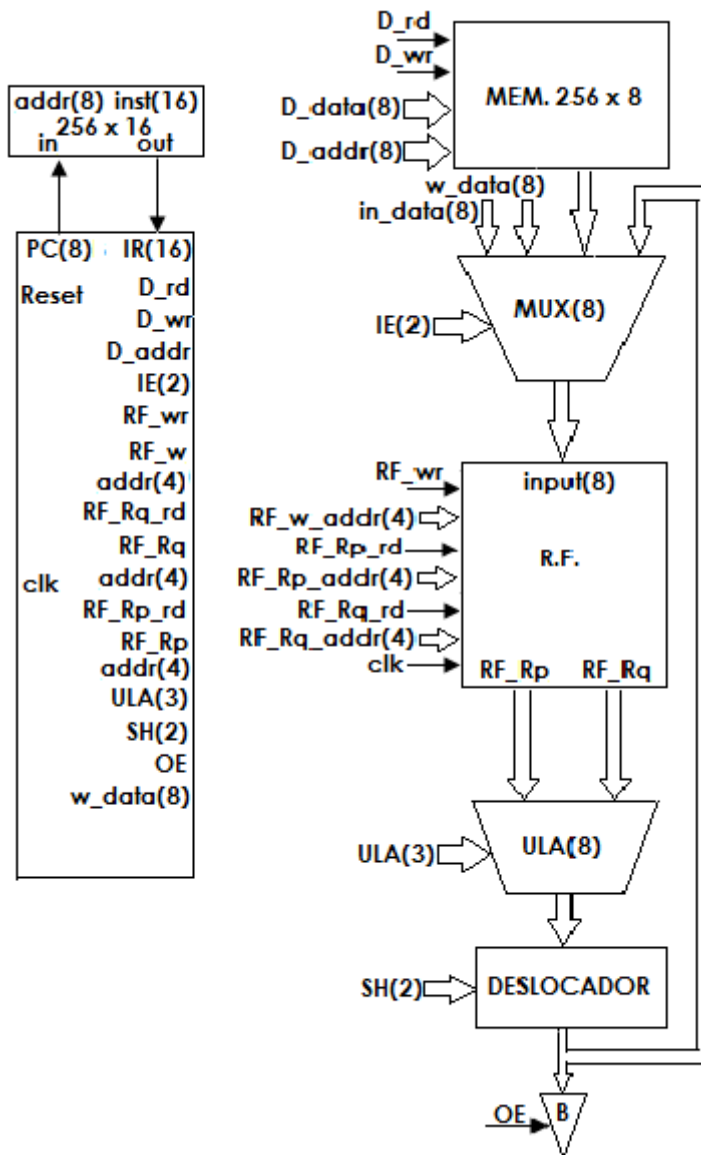 addr(8) inst(16)
256 x 16
in out
PC(8) IR(16)
Reset
D_rd
D_wr
D_addr
IE(2)
RF_wr
RF_w
addr(4)
RF_Rq_rd
RF_Rq
clk
addr(4)
RF_Rp_rd
RF_Rp
addr(4)
ULA(3)
SH(2)
OE
w_data(8)
D_rd
D_wr
D_data(8)
D_addr(8)
MEM. 256 x 8
w_data(8)
in_data(8)
IE(2)
MUX(8)
RF_wr
RF_w_addr(4)
RF_Rp_rd
RF_Rp_addr(4)
RF_Rq_rd
RF_Rq_addr(4)
clk
input(8)
R.F.
RF_Rp RF_Rq
ULA(3)
ULA(8)
SH(2)
DESLOCADOR
OE
B